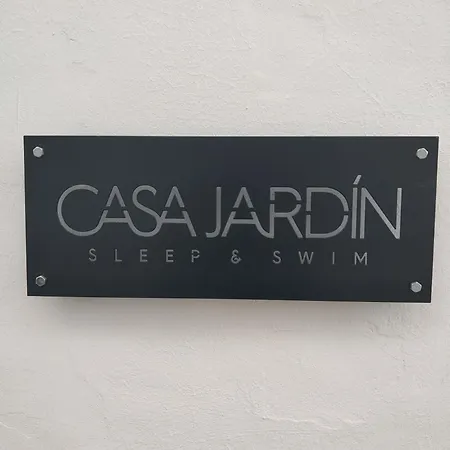 CASA JARDÍN
SLEEP & SWIM